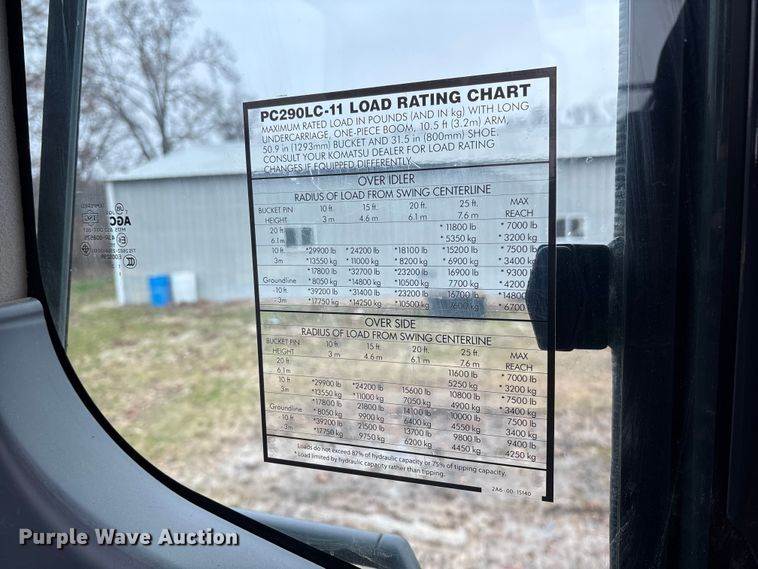 PC290LC-11 LOAD RATING CHART
MAXIMUM RATED LOAD IN POUNDS (AND IN kg) WITH LONG
UNDERCARRIAGE, ONE-PIECE BOOM, 10.5 ft (3.2m) ARM,
50.9 in (1293mm) BUCKET AND 31.5 in (800mm) SHOE.
CONSULT YOUR KOMATSU DEALER FOR LOAD RATING
CHANGES IF EQUIPPED DIFFERENTLY.
OVER IDLER
RADIUS OF LOAD FROM SWING CENTERLINE
BUCKET PIN 10 ft. 15 ft. 20 ft. 25 ft. MAX
HEIGHT 3 m 4.6 m 6.1 m 7.6 m REACH
20 ft. * 11800 lb * 7000 lb
6.1 m * 5350 kg * 3200 kg
10 ft. *29900 lb * 24200 lb *18100 lb *15200 lb * 7500 lb
3m *13550 kg * 11000 kg * 8200 kg * 6900 kg * 3400 kg
*17800 lb *32700 lb *23200 lb 16900 lb * 9300 l
Groundline * 8050 kg *14800 kg *10500 kg 7700 kg * 4200
-10 ft. *39200 lb *31400 lb *23200 lb 16700 lb *14800
- 3m *17750 kg * 14250 kg *10500 kg kg * 6700
OVER SIDE
RADIUS OF LOAD FROM SWING CENTERLINE
BUCKET PIN 10 ft. 15 ft. 20 ft. 25 ft. MAX
HEIGHT 3 m 4.6 m 6.1 m 7.6 m REACH
20 ft. 11600 lb * 7000 lb
6.1 m 5250 kg * 3200 kg
10 ft *29900 lb *24200 lb 15600 lb 10800 lb * 7500 lb
3m *13550 kg *11000 kg 7050 kg 4900 kg * 3400 kg
*17800 lb 21800 lb 14100 lb 10000 lb 7500 lb
Groundline * 8050 kg 9900 kg 6400 kg 4550 kg 3400 kg
- 10 ft. *39200 lb 21500 lb 13700 lb 9800 lb 9400 lb
- 3m *17750 kg 9750 kg 6200 kg 4450 kg 4250 kg
Loads do not exceed 87% of hydraulic capacity or 75% of tipping capacity.
* Load limited by hydraulic capacity rather than tipping.
2A6 00 15140
AGC
Purple Wave Auction